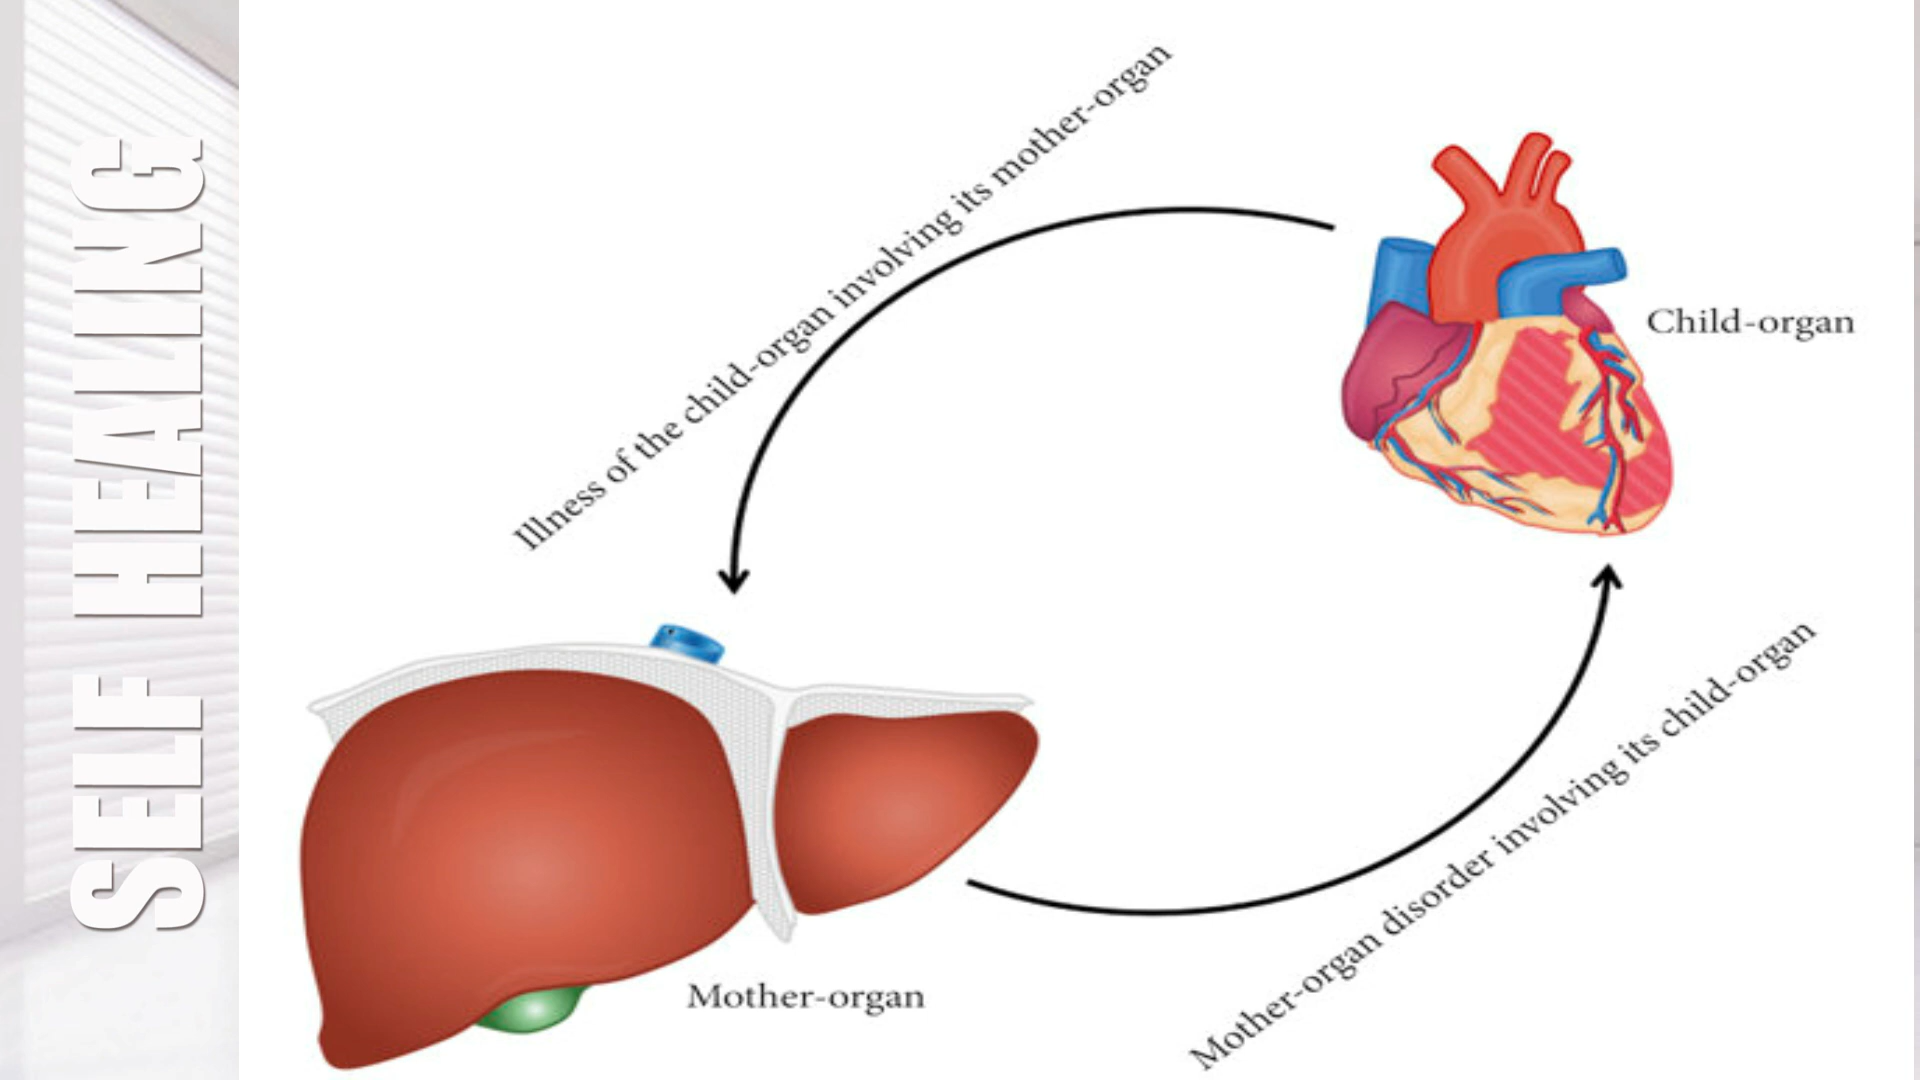 SELF HEALING
Illness of the child-organ involving its mother-organ
Child-organ
Mother-organ
Mother-organ disorder involving its child-organ